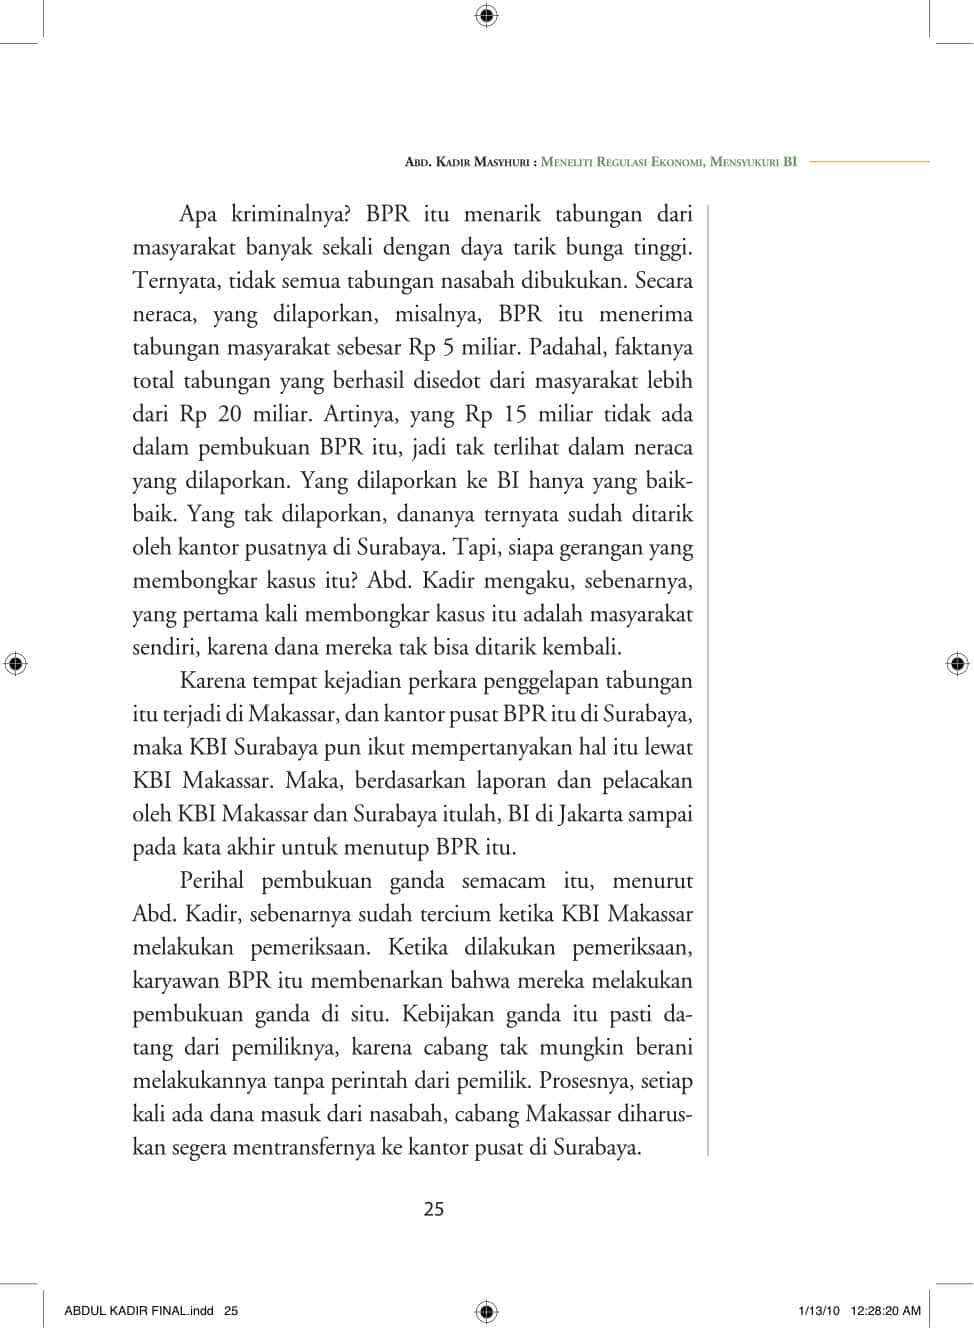 Abd. Kadir Masyhuri : Meneliti Regulasi Ekonomi, Mensyukuri BI
Apa kriminalnya? BPR itu menarik tabungan dari
masyarakat banyak sekali dengan daya tarik bunga tinggi.
Ternyata, tidak semua tabungan nasabah dibukukan. Secara
neraca, yang dilaporkan, misalnya, BPR itu menerima
tabungan masyarakat sebesar Rp 5 miliar. Padahal, faktanya
total tabungan yang berhasil disedot dari masyarakat lebih
dari Rp 20 miliar. Artinya, yang Rp 15 miliar tidak ada
dalam pembukuan BPR itu, jadi tak terlihat dalam neraca
yang dilaporkan. Yang dilaporkan ke BI hanya yang baik-
baik. Yang tak dilaporkan, dananya ternyata sudah ditarik
oleh kantor pusatnya di Surabaya. Tapi, siapa gerangan yang
membongkar kasus itu? Abd. Kadir mengaku, sebenarnya,
yang pertama kali membongkar kasus itu adalah masyarakat
sendiri, karena dana mereka tak bisa ditarik kembali.
Karena tempat kejadian perkara penggelapan tabungan
itu terjadi di Makassar, dan kantor pusat BPR itu di Surabaya,
maka KBI Surabaya pun ikut mempertanyakan hal itu lewat
KBI Makassar. Maka, berdasarkan laporan dan pelacakan
oleh KBI Makassar dan Surabaya itulah, BI di Jakarta sampai
pada kata akhir untuk menutup BPR itu.
Perihal pembukuan ganda semacam itu, menurut
Abd. Kadir, sebenarnya sudah tercium ketika KBI Makassar
melakukan pemeriksaan. Ketika dilakukan pemeriksaan,
karyawan BPR itu membenarkan bahwa mereka melakukan
pembukuan ganda di situ. Kebijakan ganda itu pasti da-
tang dari pemiliknya, karena cabang tak mungkin berani
melakukannya tanpa perintah dari pemilik. Prosesnya, setiap
kali ada dana masuk dari nasabah, cabang Makassar diharus-
kan segera mentransfernya ke kantor pusat di Surabaya.
25
ABDUL KADIR FINAL.indd 25
1/13/10 12:28:20 AM